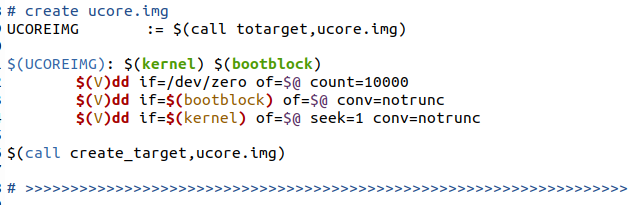 # create ucore.img
UCOREIMG := $(call totarget,ucore.img)
$(UCOREIMG): $(kernel) $(bootblock)
$(V)dd if=/dev/zero of=$@ count=10000
$(V)dd if=$(bootblock) of=$@ conv=notrunc
$(V)dd if=$(kernel) of=$@ seek=1 conv=notrunc
$(call create_target,ucore.img)
# >>>>>>>>>>>>>>>>>>>>>>>>>>>>>>>>>>>>>>>>>>>>>>>>>>>>>>>>>>>>>>>>>>>